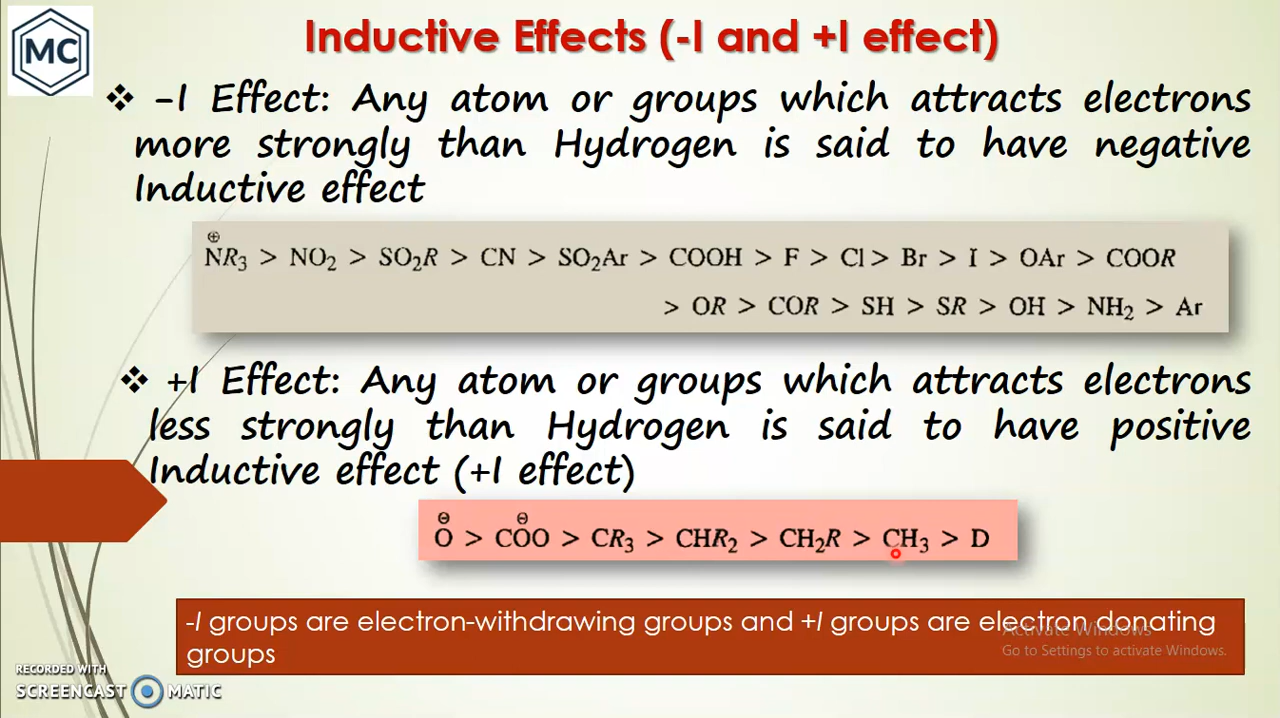 MC
Inductive Effects (-I and +I effect)
❖ –I Effect: Any atom or groups which attracts electrons
more strongly than Hydrogen is said to have negative
Inductive effect
⊕
NR₃ > NO₂ > SO₂R > CN > SO₂Ar > COOH > F > Cl > Br > I > OAr > COOR
> OR > COR > SH > SR > OH > NH₂ > Ar
❖ +I Effect: Any atom or groups which attracts electrons
less strongly than Hydrogen is said to have positive
Inductive effect (+I effect)
⊖ ⊖
O > COO > CR₃ > CHR₂ > CH₂R > CH₃ > D
-I groups are electron-withdrawing groups and +I groups are electron donating
groups
Activate Windows
Go to Settings to activate Windows.
RECORDED WITH
SCREENCAST MATIC